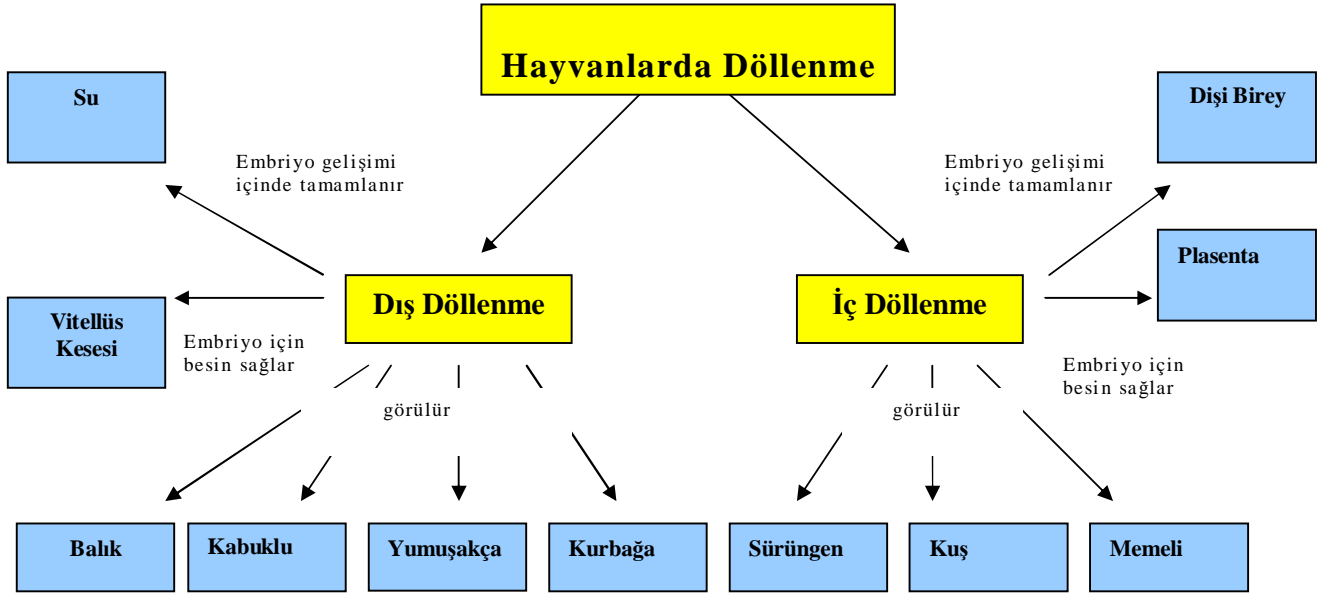 Hayvanlarda Döllenme
Su
Dişi Birey
Embriyo gelişimi
içinde tamamlanır
Embriyo gelişimi
içinde tamamlanır
Plasenta
Dış Döllenme
İç Döllenme
Vitellüs
Kesesi
Embriyo için
besin sağlar
Embriyo için
besin sağlar
görülür
görülür
Balık
Kabuklu
Yumuşakça
Kurbağa
Sürüngen
Kuş
Memeli